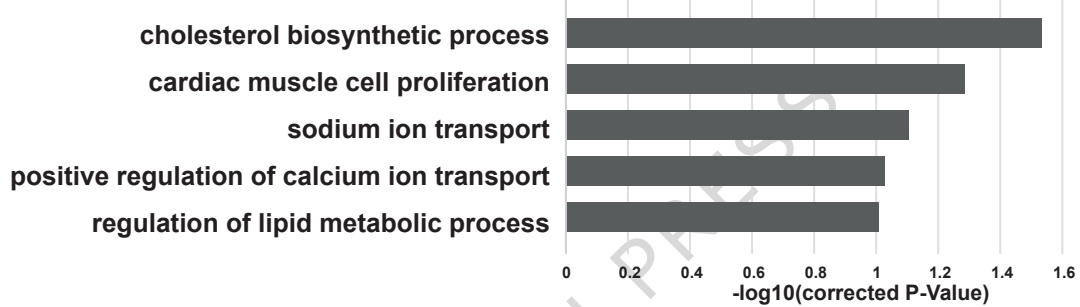 cholesterol biosynthetic process
cardiac muscle cell proliferation
sodium ion transport
positive regulation of calcium ion transport
regulation of lipid metabolic process
0 0.2 0.4 0.6 0.8 1 1.2 1.4 1.6
-log10(corrected P-Value)
PRESS